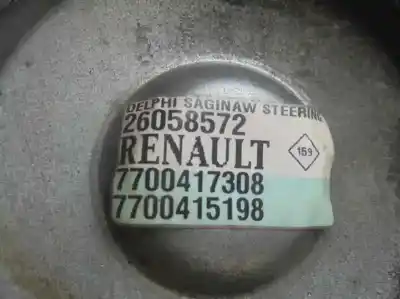 DELPHI SAGINAW STEERING
26058572
RENAULT
159
7700417308
7700415198